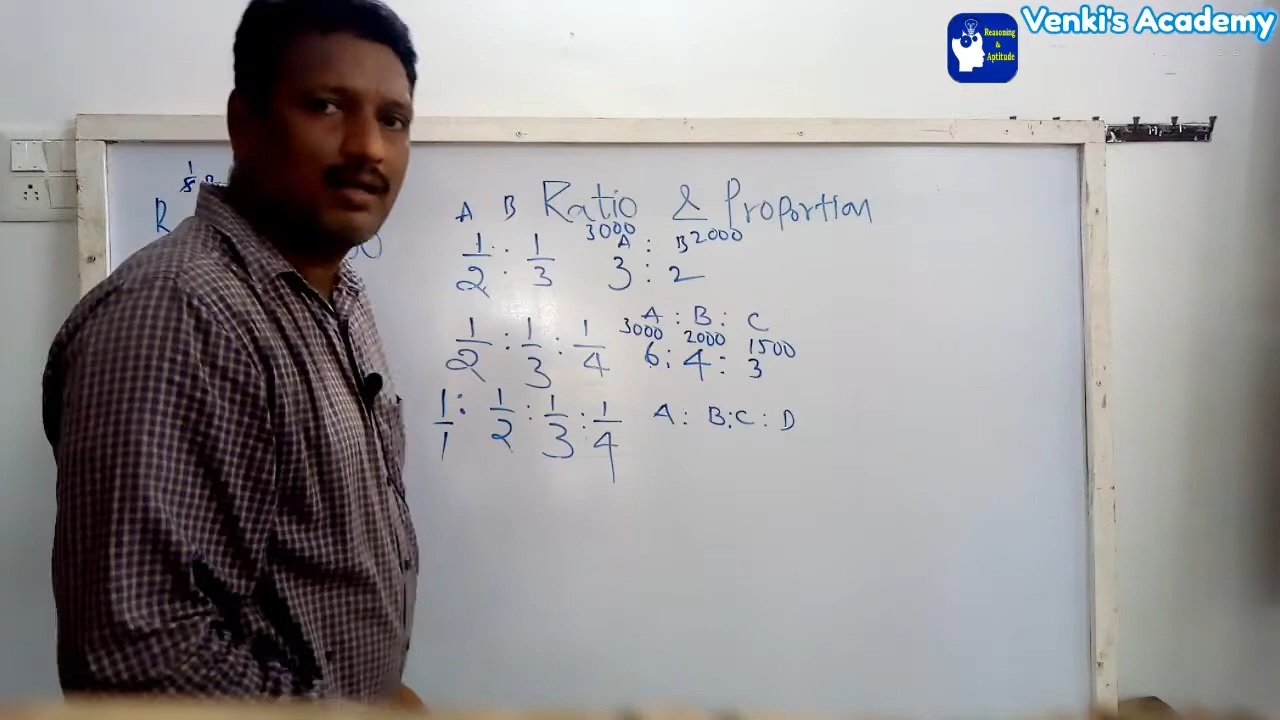 Venki's Academy
Reasoning
&
Aptitude
Ratio & Proportion
A B
3000 2000
A : B
1/2 : 1/3 3 : 2
A : B : C
3000 2000 1500
1/2 : 1/3 : 1/4 6 : 4 : 3
1/1 : 1/2 : 1/3 : 1/4 A : B : C : D